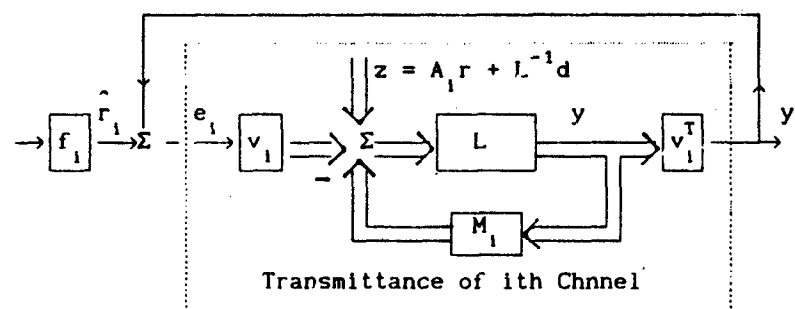 z = A_i r + L^{-1} d
r̂_i
e_i
y
y
f_i
Σ
v_i
Σ
L
v_i^T
-
M_i
Transmittance of ith Chnnel